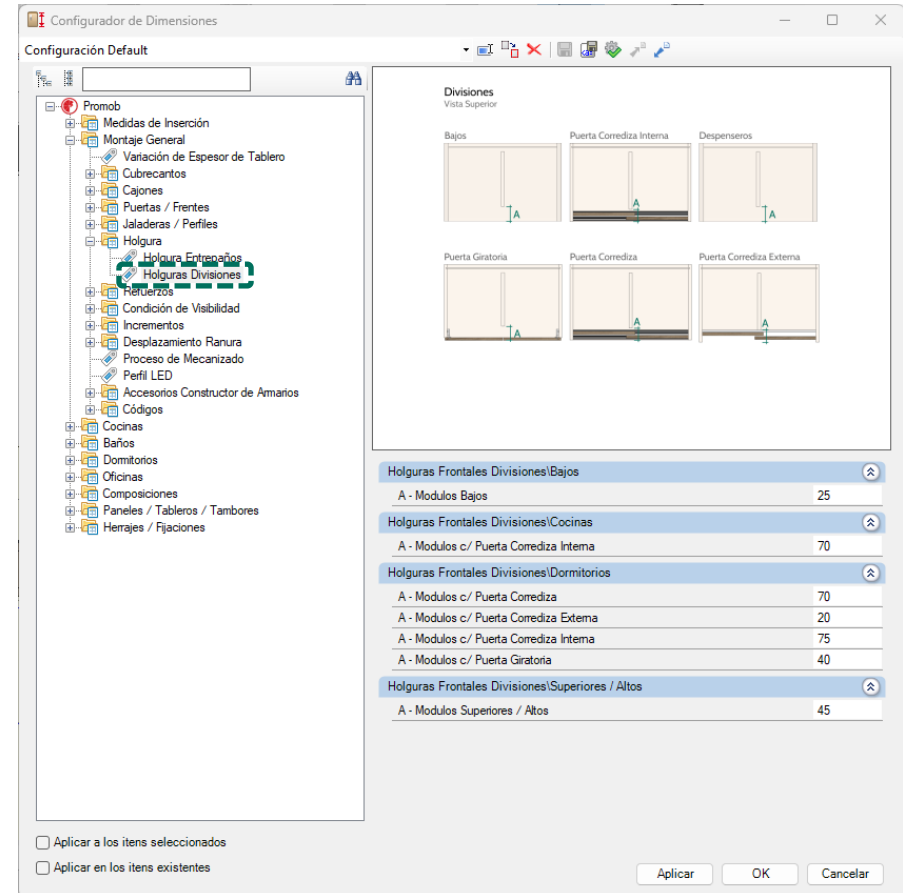 Configurador de Dimensiones
Configuración Default
Promob
Medidas de Inserción
Montaje General
Variación de Espesor de Tablero
Cubrecantos
Cajones
Puertas / Frentes
Jaladeras / Perfiles
Holgura
Holgura Entrepaños
Holguras Divisiones
Refuerzos
Condición de Visibilidad
Incrementos
Desplazamiento Ranura
Proceso de Mecanizado
Perfil LED
Accesorios Constructor de Armarios
Códigos
Cocinas
Baños
Dormitorios
Oficinas
Composiciones
Paneles / Tableros / Tambores
Herrajes / Fijaciones
Divisiones
Vista Superior
Bajos Puerta Corrediza Interna Despenseros
A A A
Puerta Giratoria Puerta Corrediza Puerta Corrediza Externa
A A A
Holguras Frontales Divisiones\Bajos
A - Modulos Bajos 25
Holguras Frontales Divisiones\Cocinas
A - Modulos c/ Puerta Corrediza Interna 70
Holguras Frontales Divisiones\Dormitorios
A - Modulos c/ Puerta Corrediza 70
A - Modulos c/ Puerta Corrediza Externa 20
A - Modulos c/ Puerta Corrediza Interna 75
A - Modulos c/ Puerta Giratoria 40
Holguras Frontales Divisiones\Superiores / Altos
A - Modulos Superiores / Altos 45
Aplicar a los itens seleccionados
Aplicar en los itens existentes
Aplicar OK Cancelar